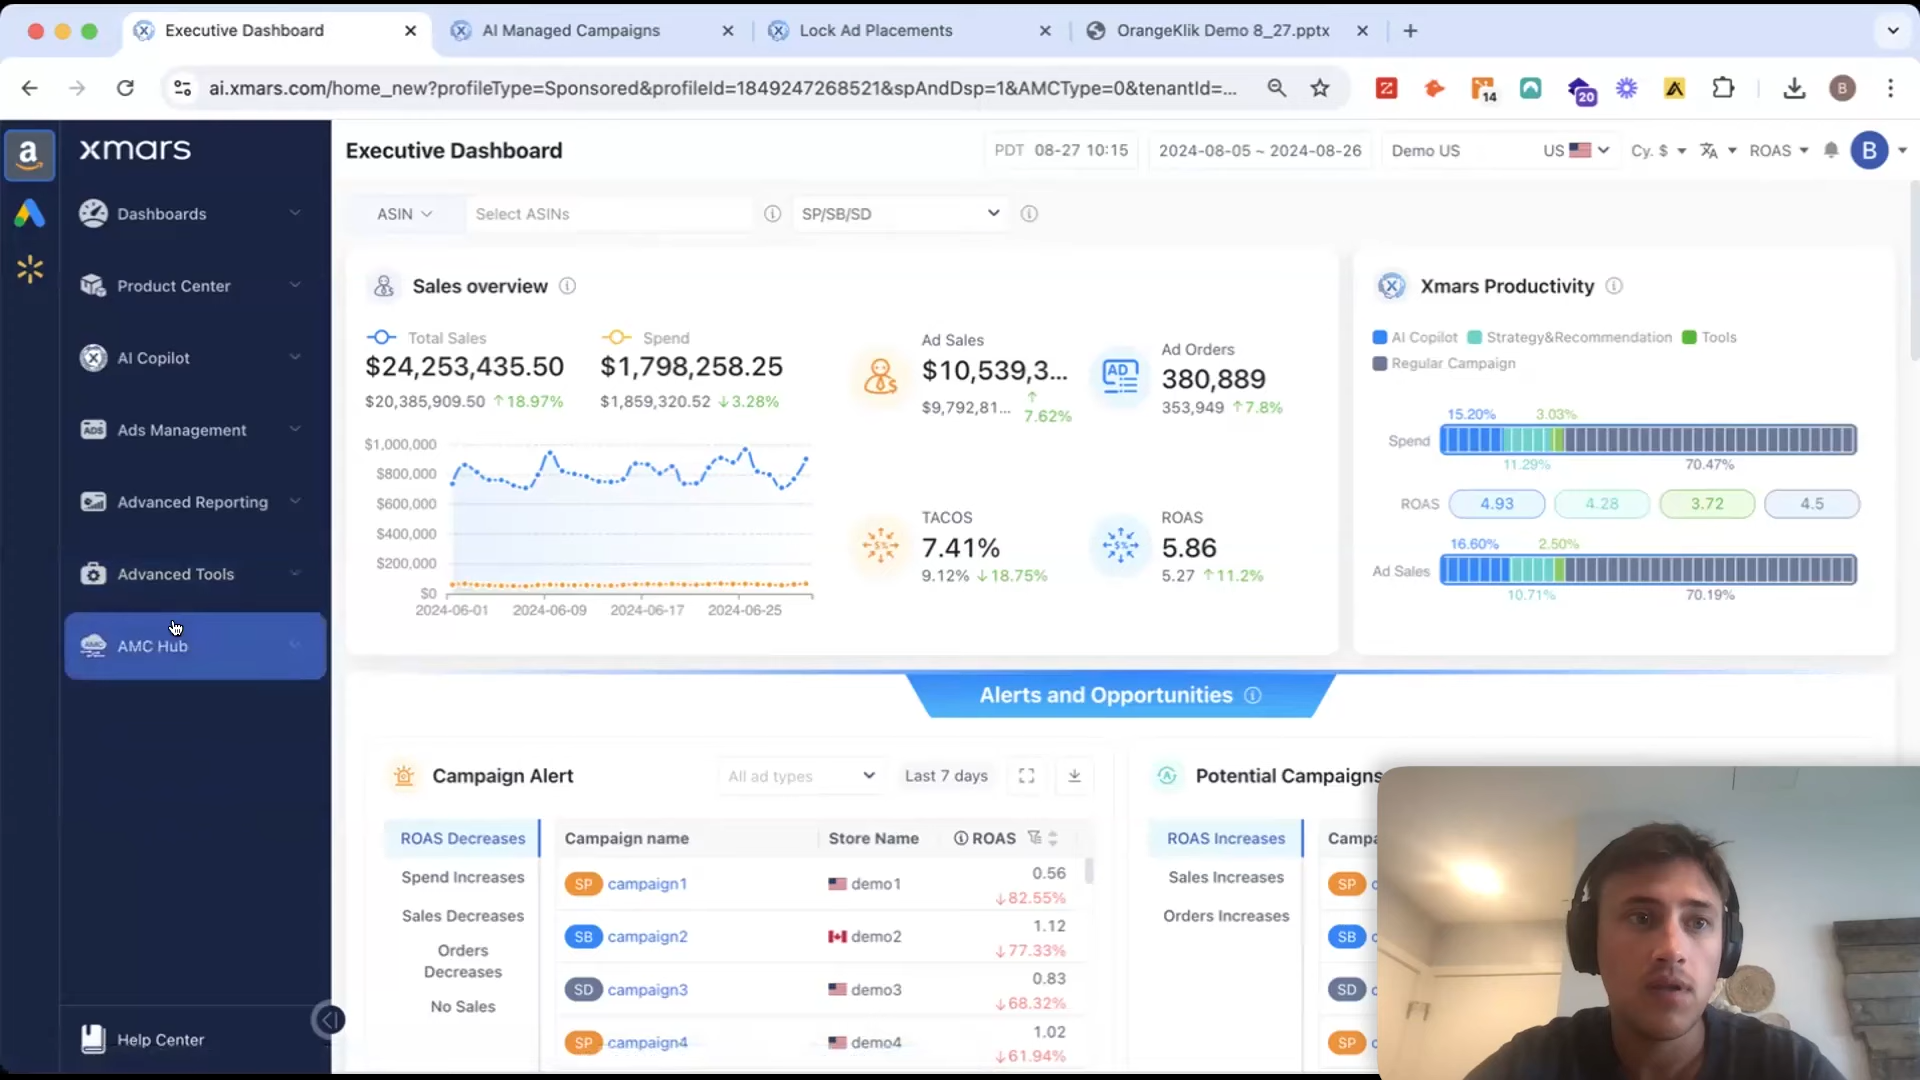 Executive Dashboard
AI Managed Campaigns
Lock Ad Placements
OrangeKlik Demo 8_27.pptx
ai.xmars.com/home_new?profileType=Sponsored&profileId=1849247268521&spAndDsp=1&AMCType=0&tenantId=...
14
20
B
xmars
Executive Dashboard
PDT 08-27 10:15
2024-08-05 ~ 2024-08-26
Demo US
US
Cy. $
ROAS
B
Dashboards
Product Center
AI Copilot
Ads Management
Advanced Reporting
Advanced Tools
AMC Hub
Help Center
ASIN
Select ASINs
SP/SB/SD
Sales overview
Total Sales
$24,253,435.50
$20,385,909.50 ↑18.97%
Spend
$1,798,258.25
$1,859,320.52 ↓3.28%
Ad Sales
$10,539,3...
$9,792,81... ↑ 7.62%
Ad Orders
380,889
353,949 ↑7.8%
TACOS
7.41%
9.12% ↓18.75%
ROAS
5.86
5.27 ↑11.2%
$1,000,000
$800,000
$600,000
$400,000
$200,000
$0
2024-06-01 2024-06-09 2024-06-17 2024-06-25
Xmars Productivity
AI Copilot Strategy&Recommendation Tools
Regular Campaign
15.20% 3.03%
Spend
11.29% 70.47%
ROAS 4.93 4.28 3.72 4.5
16.60% 2.50%
Ad Sales
10.71% 70.19%
Alerts and Opportunities
Campaign Alert
All ad types
Last 7 days
ROAS Decreases
Spend Increases
Sales Decreases
Orders
Decreases
No Sales
Campaign name Store Name ROAS
SP campaign1 demo1 0.56
↓82.55%
SB campaign2 demo2 1.12
↓77.33%
SD campaign3 demo3 0.83
↓68.32%
SP campaign4 demo4 1.02
↓61.94%
Potential Campaigns
ROAS Increases
Sales Increases
Orders Increases
Campa
SP c
SB c
SD c
SP c